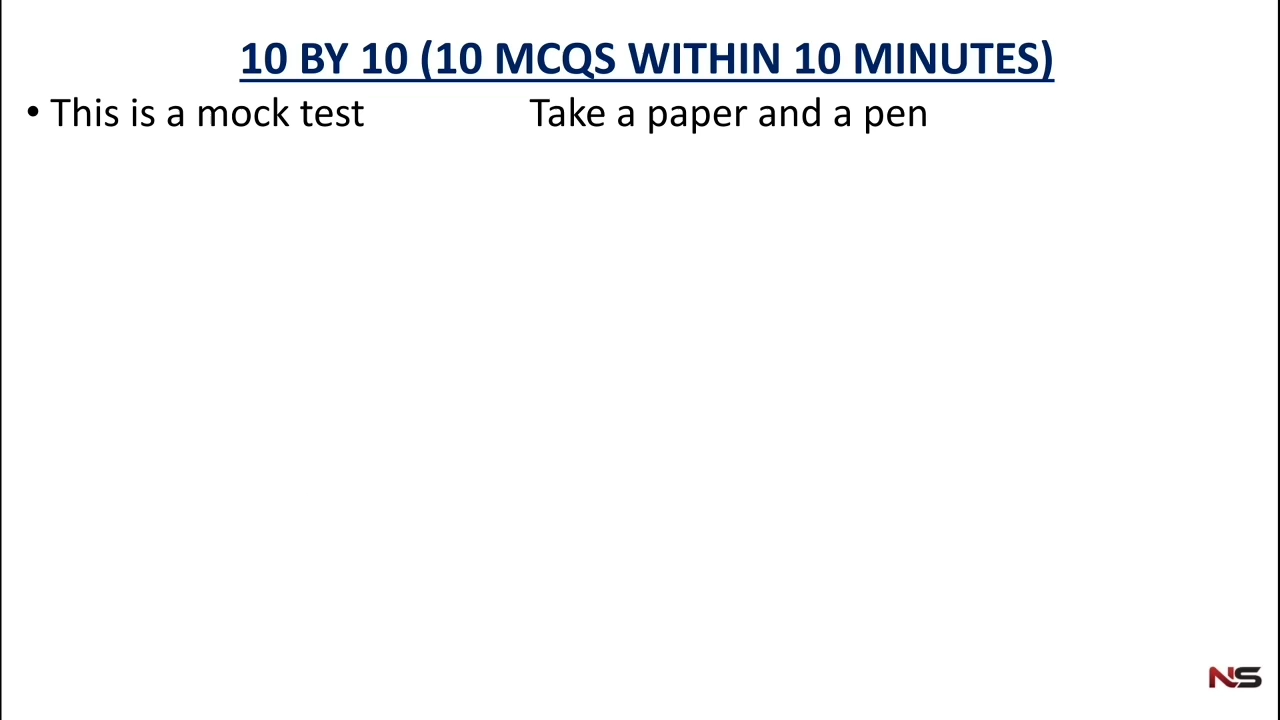 10 BY 10 (10 MCQS WITHIN 10 MINUTES)
• This is a mock test Take a paper and a pen
NS